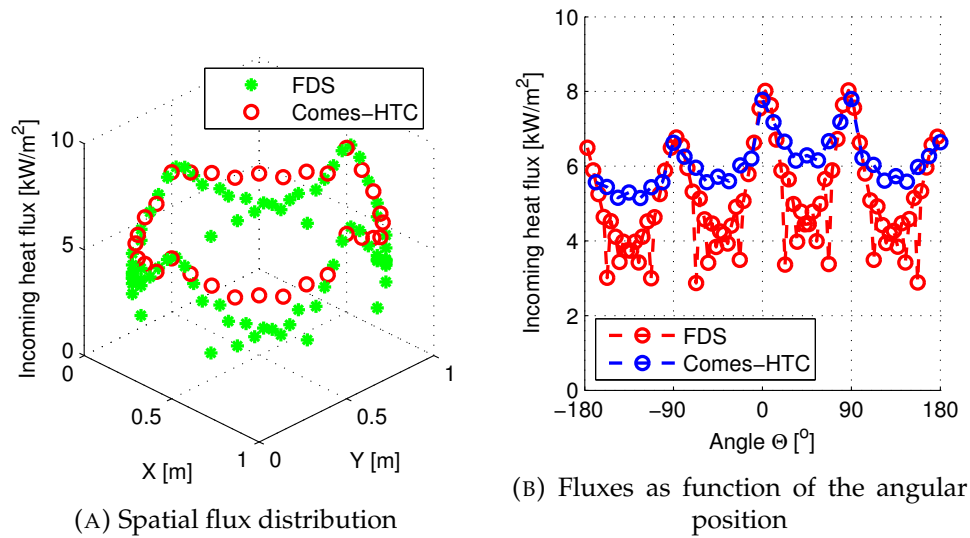 FDS
Comes−HTC
Incoming heat flux [kW/m²]
10
5
0
0
0.5
1
0
0.5
1
X [m]
Y [m]
(A) Spatial flux distribution
Incoming heat flux [kW/m²]
10
8
6
4
2
0
FDS
Comes−HTC
−180
−90
0
90
180
Angle Θ [°]
(B) Fluxes as function of the angular
position